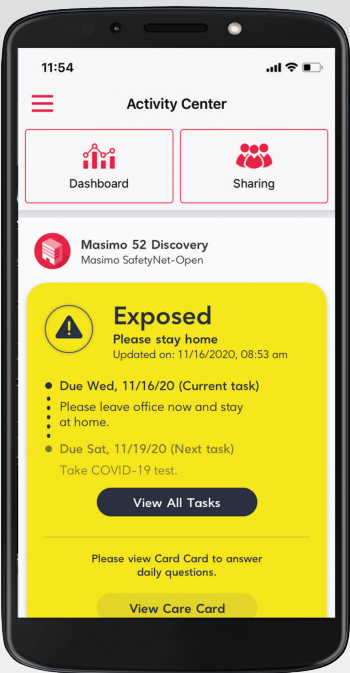 11:54
Activity Center
Dashboard
Sharing
Masimo 52 Discovery
Masimo SafetyNet-Open
Exposed
Please stay home
Updated on: 11/16/2020, 08:53 am
Due Wed, 11/16/20 (Current task)
Please leave office now and stay
at home.
Due Sat, 11/19/20 (Next task)
Take COVID-19 test.
View All Tasks
Please view Card Card to answer
daily questions.
View Care Card